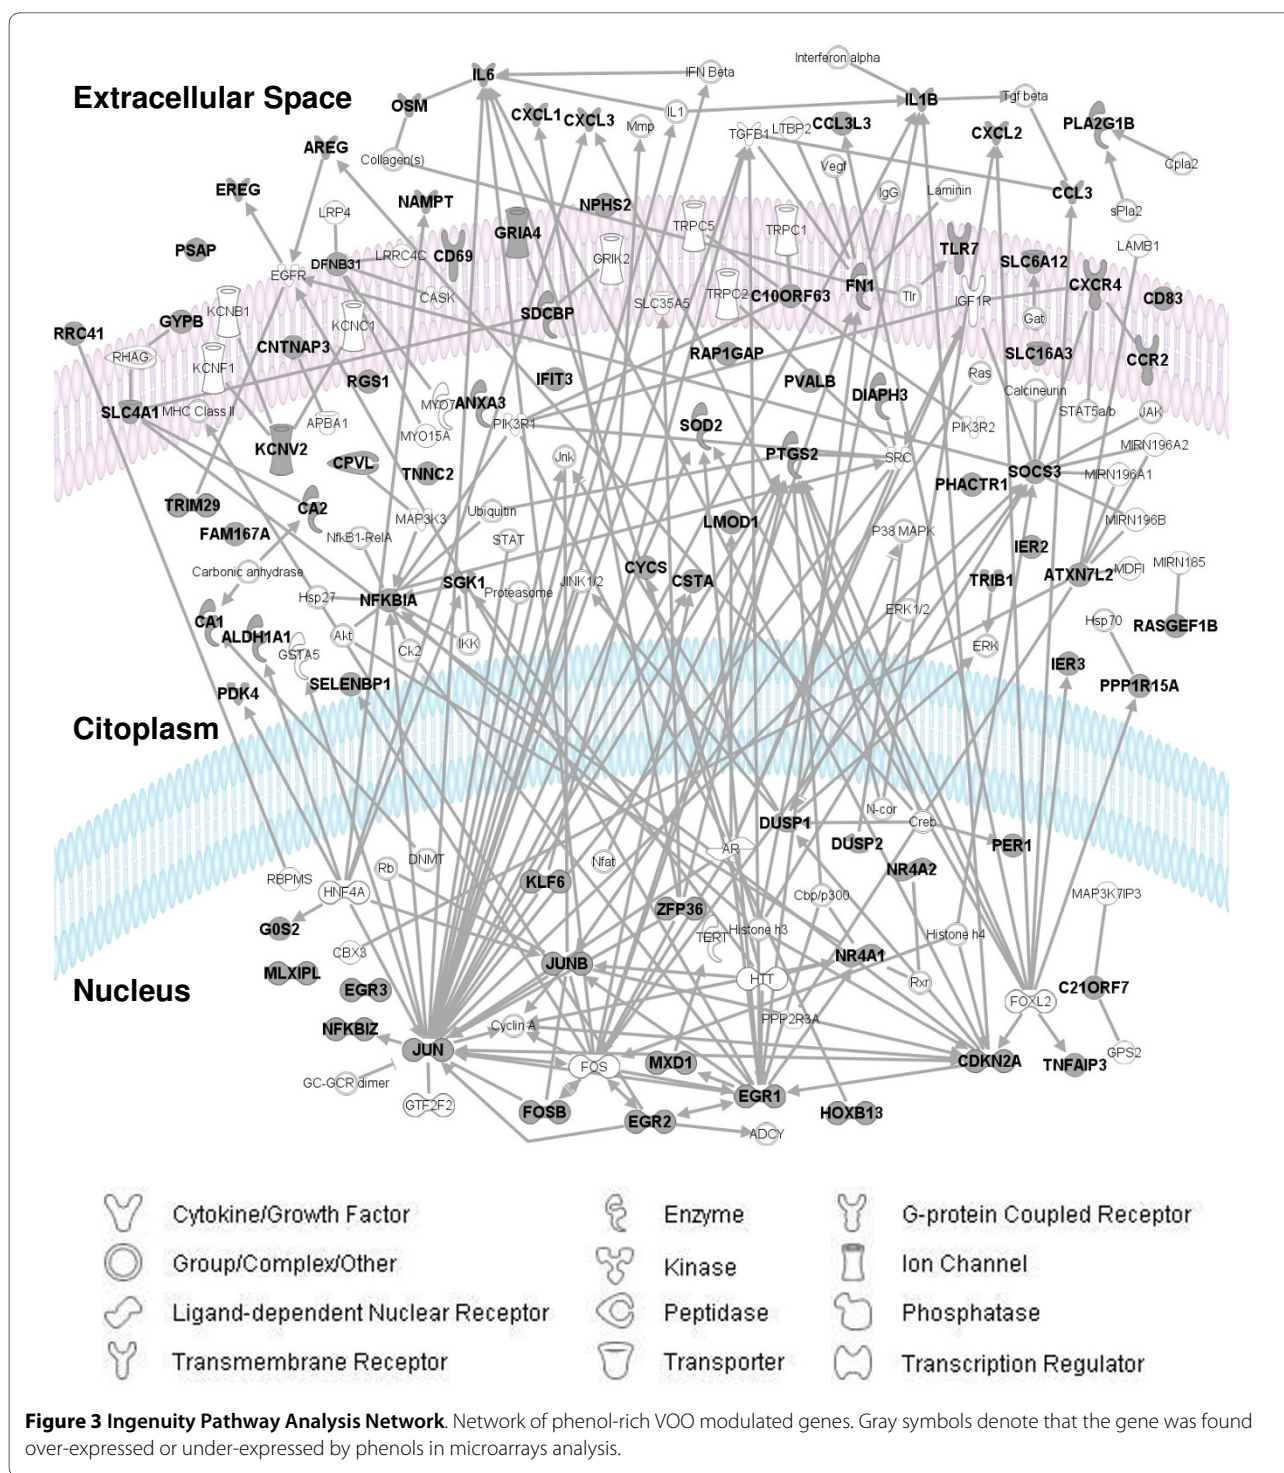 Interferon alpha
IL6
IFN Beta
Extracellular Space
OSM
IL1B
Tgf beta
CXCL1
CXCL3
IL1
Mmp
TGFB1
LTBP2
CCL3L3
CXCL2
PLA2G1B
AREG
Collagen(s)
Vegf
Cpla2
EREG
NAMPT
IgG
Laminin
CCL3
LRP4
NPHS2
TRPC5
TRPC1
sPla2
GRIA4
PSAP
DFNB31
LRRC4C
CD69
GRIK2
TLR7
SLC6A12
LAMB1
EGFR
CASK
SLC35A5
TRPC2
C10ORF63
FN1
Tlr
IGF1R
CXCR4
CD83
RRC41
GYPB
KCNB1
KCNC1
SDCBP
Gat
RHAG
KCNF1
CNTNAP3
RAP1GAP
SLC16A3
CCR2
RGS1
IFIT3
PVALB
DIAPH3
Ras
Calcineurin
SLC4A1
MHC Class II
APBA1
MYO7
ANXA3
PIK3R1
SOD2
PIK3R2
STAT5a/b
JAK
MYO15A
KCNV2
CPVL
TNNC2
Jnk
PTGS2
SRC
MIRN196A2
PHACTR1
SOCS3
MIRN196A1
TRIM29
CA2
MAP3K3
Ubiquitin
LMOD1
P38 MAPK
MIRN196B
FAM167A
NfkB1-RelA
STAT
IER2
Carbonic anhydrase
CYCS
CSTA
TRIB1
ATXN7L2
MDFI
MIRN185
Hsp27
NFKBIA
SGK1
Proteasome
JINK1/2
ERK1/2
CA1
ALDH1A1
GSTA5
Akt
Ck2
IKK
ERK
Hsp70
RASGEF1B
PDK4
SELENBP1
IER3
PPP1R15A
Citoplasm
N-cor
Creb
DUSP1
DUSP2
PER1
RBPMS
HNF4A
Rb
DNMT
Nfat
AR
NR4A2
KLF6
Cbp/p300
MAP3K7IP3
ZFP36
G0S2
CBX3
TERT
Histone h3
Histone h4
MLXIPL
JUNB
NR4A1
Nucleus
EGR3
HTT
Rxr
FOXL2
C21ORF7
NFKBIZ
Cyclin A
PPP2R3A
JUN
FOS
MXD1
CDKN2A
TNFAIP3
GPS2
GC-GCR dimer
GTF2F2
FOSB
EGR2
EGR1
ADCY
HOXB13
Cytokine/Growth Factor
Enzyme
G-protein Coupled Receptor
Group/Complex/Other
Kinase
Ion Channel
Ligand-dependent Nuclear Receptor
Peptidase
Phosphatase
Transmembrane Receptor
Transporter
Transcription Regulator
Figure 3 Ingenuity Pathway Analysis Network. Network of phenol-rich VOO modulated genes. Gray symbols denote that the gene was found
over-expressed or under-expressed by phenols in microarrays analysis.